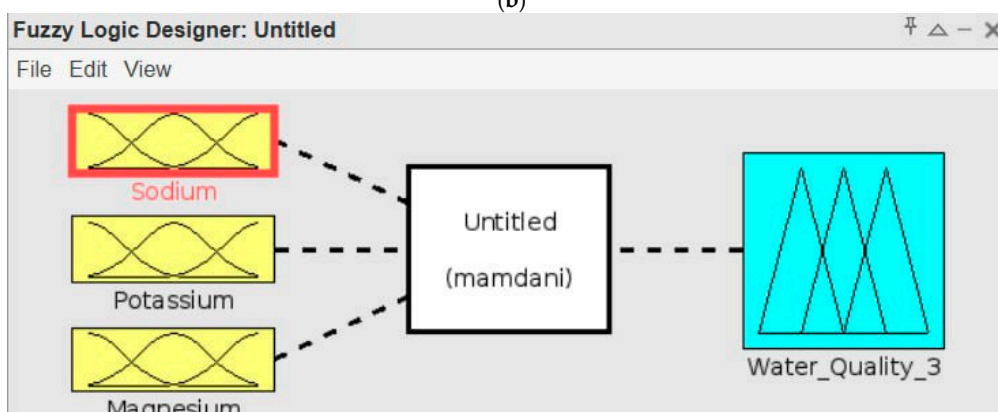 (b)
Fuzzy Logic Designer: Untitled
File Edit View
Sodium
Potassium
Magnesium
Untitled
(mamdani)
Water_Quality_3